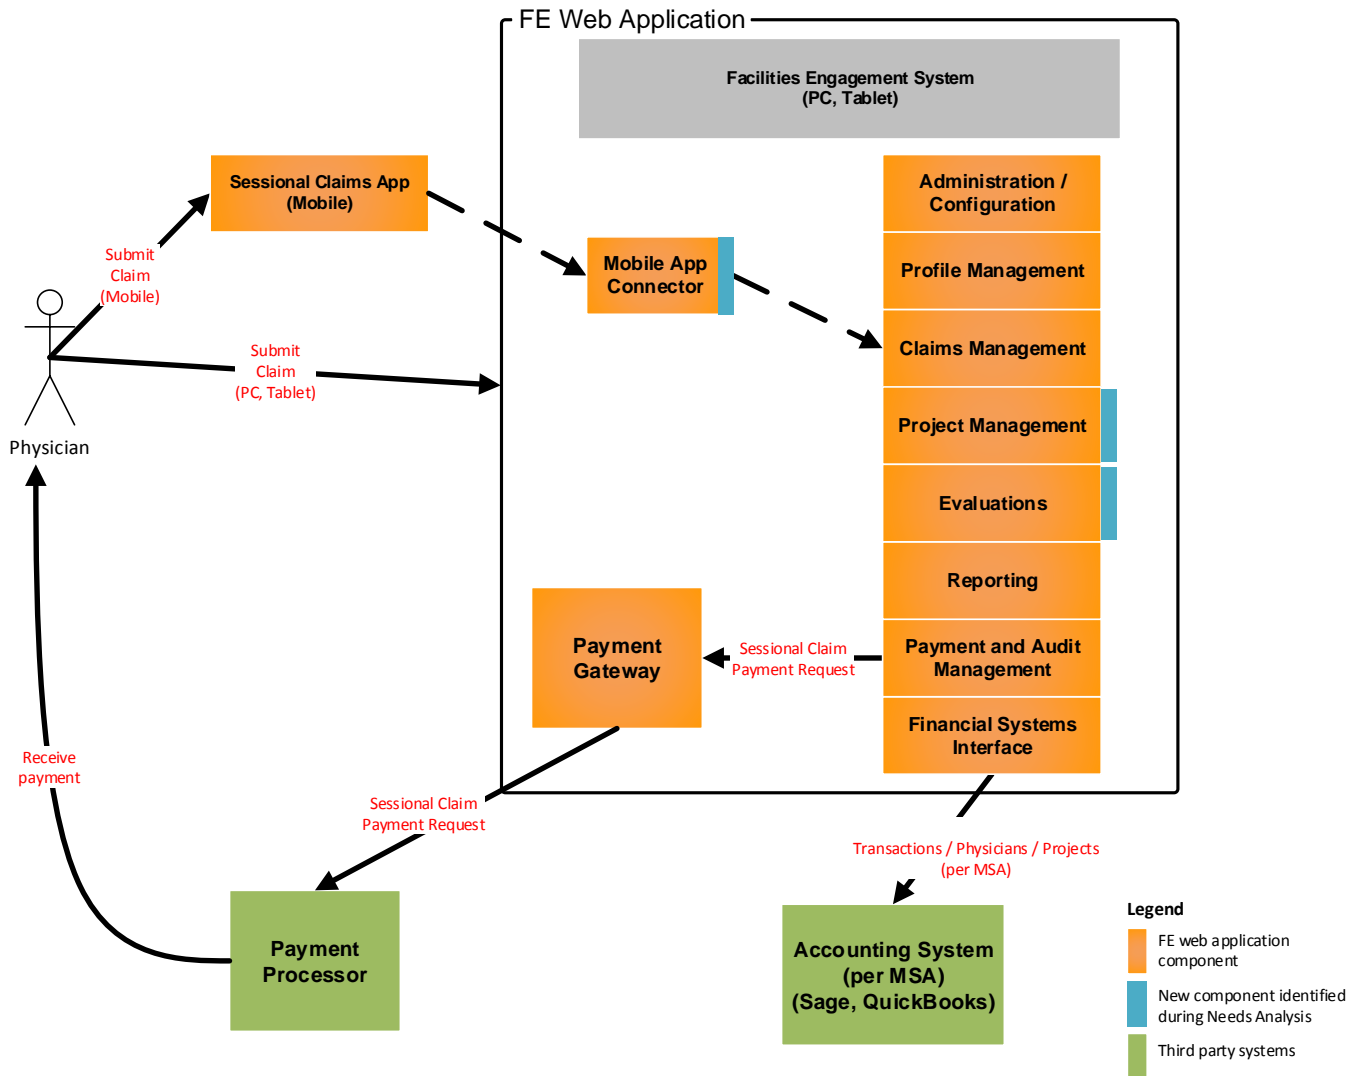 FE Web Application
Facilities Engagement System
(PC, Tablet)
Sessional Claims App
(Mobile)
Administration /
Configuration
Submit
Claim
(Mobile)
Mobile App
Connector
Profile Management
Claims Management
Submit
Claim
(PC, Tablet)
Project Management
Physician
Evaluations
Reporting
Payment
Gateway
Sessional Claim
Payment Request
Payment and Audit
Management
Financial Systems
Interface
Receive
payment
Sessional Claim
Payment Request
Transactions / Physicians / Projects
(per MSA)
Payment
Processor
Accounting System
(per MSA)
(Sage, QuickBooks)
Legend
FE web application
component
New component identified
during Needs Analysis
Third party systems